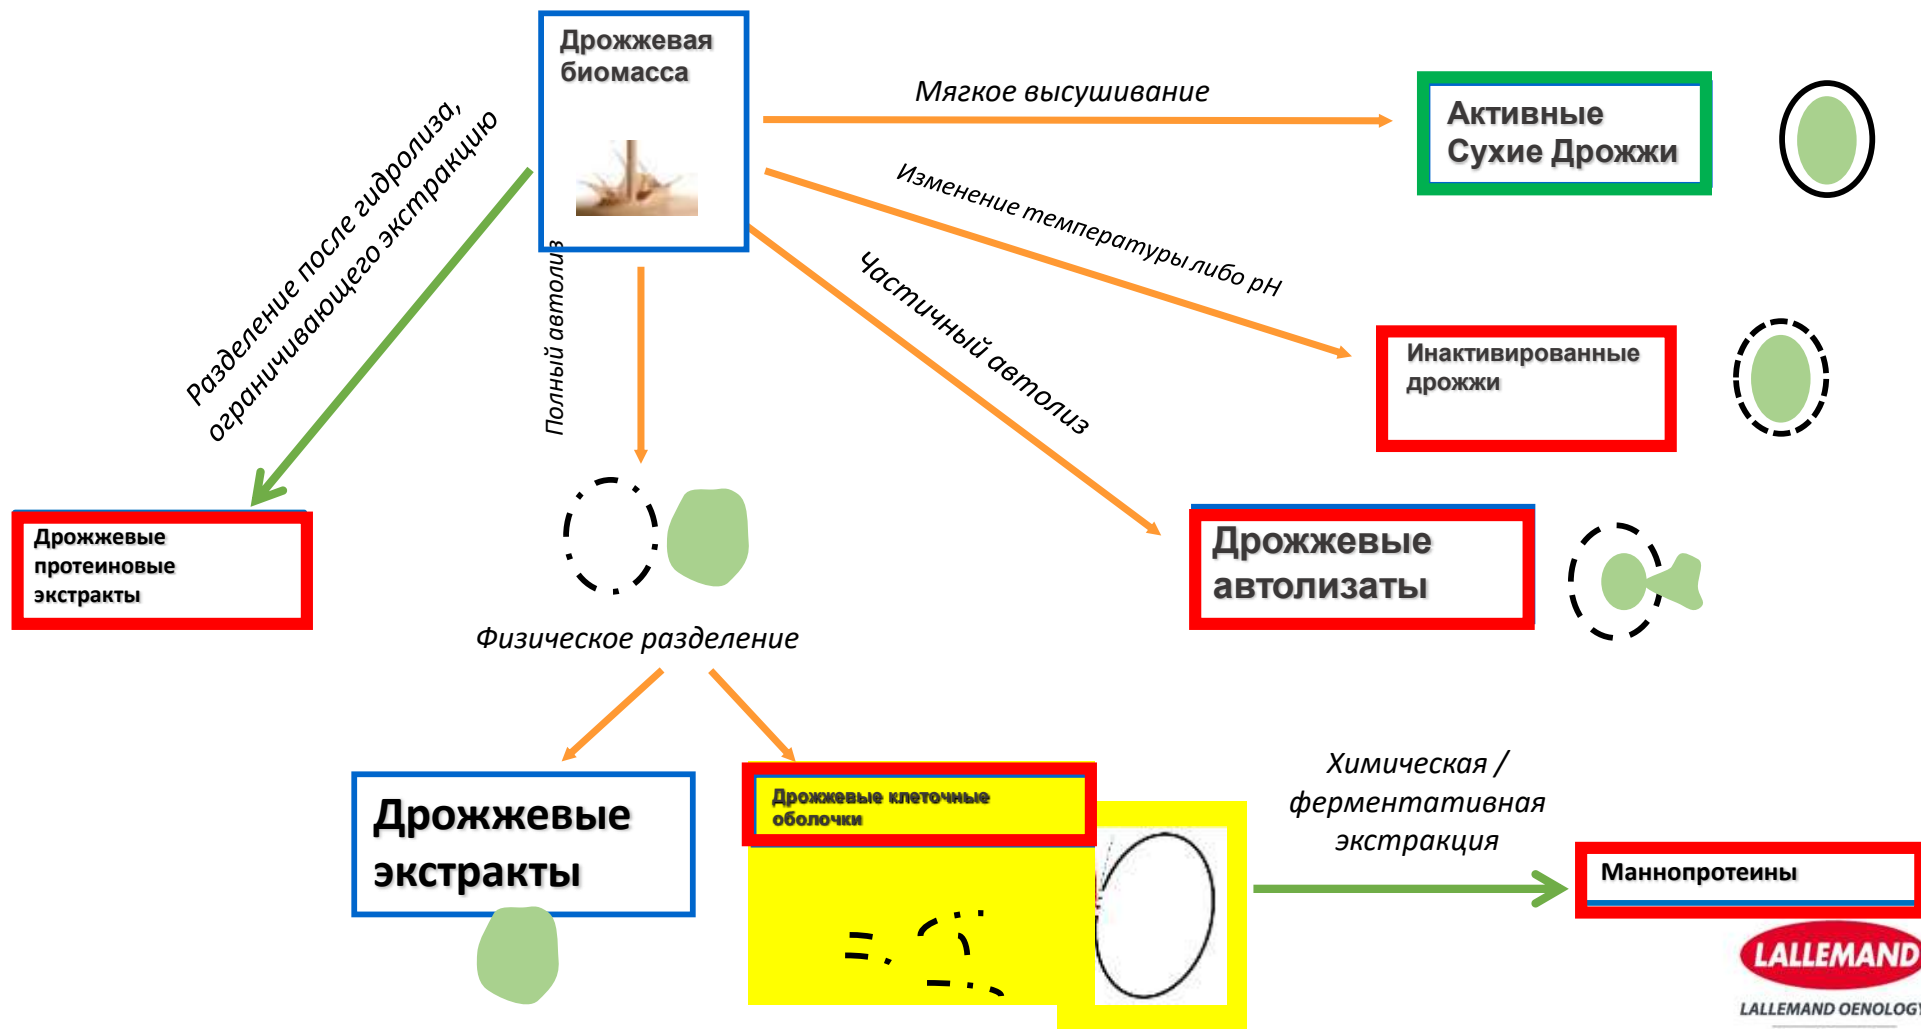 Дрожжевая
биомасса
Мягкое высушивание
Активные
Сухие Дрожжи
Разделение после гидролиза,
ограничивающего экстракцию
Полный автолиз
Изменение температуры либо pH
Частичный автолиз
Инактивированные
дрожжи
Дрожжевые
протеиновые
экстракты
Дрожжевые
автолизаты
Физическое разделение
Дрожжевые
экстракты
Дрожжевые клеточные
оболочки
Химическая /
ферментативная
экстракция
Маннопротеины
LALLEMAND
LALLEMAND OENOLOGY